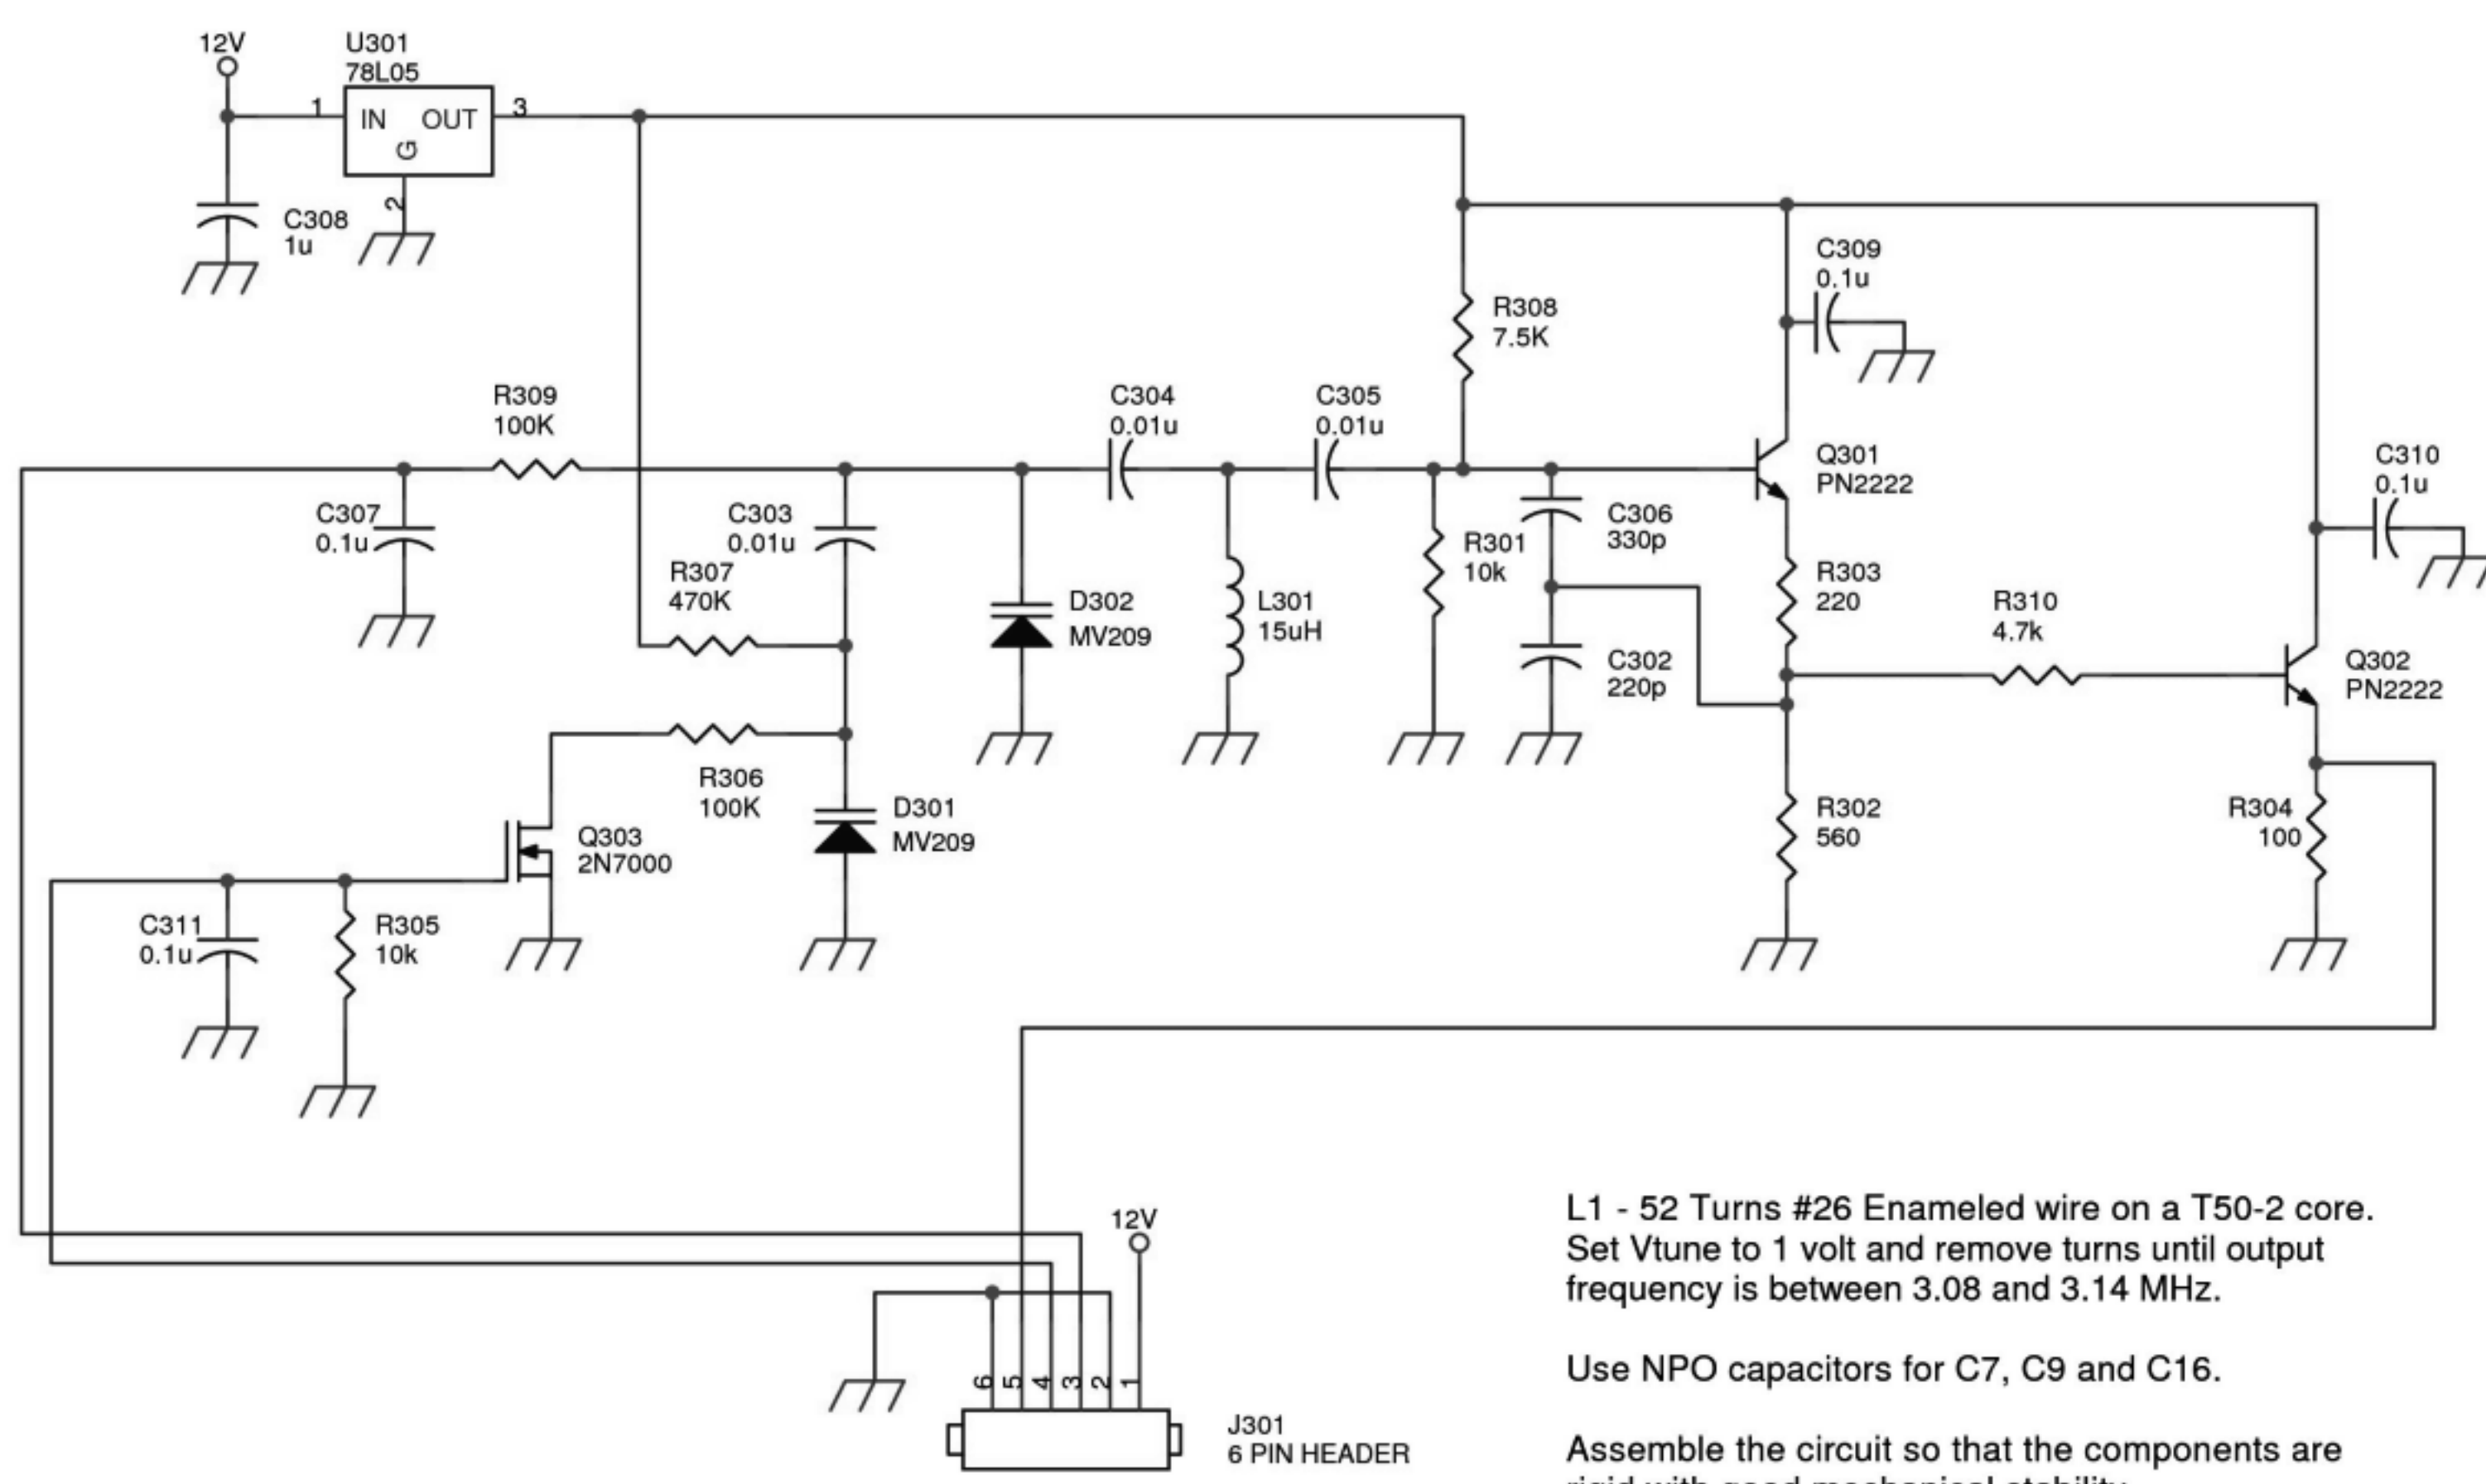 12V
U301
78L05
1
IN
OUT
3
G
2
C308
1u
C309
0.1u
R308
7.5K
R309
100K
C304
0.01u
C305
0.01u
Q301
PN2222
C310
0.1u
C307
0.1u
C303
0.01u
R307
470K
D302
MV209
L301
15uH
R301
10k
C306
330p
R303
220
R310
4.7k
C302
220p
Q302
PN2222
R306
100K
D301
MV209
Q303
2N7000
R302
560
R304
100
C311
0.1u
R305
10k
12V
6
5
4
3
2
1
J301
6 PIN HEADER
L1 - 52 Turns #26 Enameled wire on a T50-2 core.
Set Vtune to 1 volt and remove turns until output
frequency is between 3.08 and 3.14 MHz.
Use NPO capacitors for C7, C9 and C16.
Assemble the circuit so that the components are
rigid with good mechanical stability